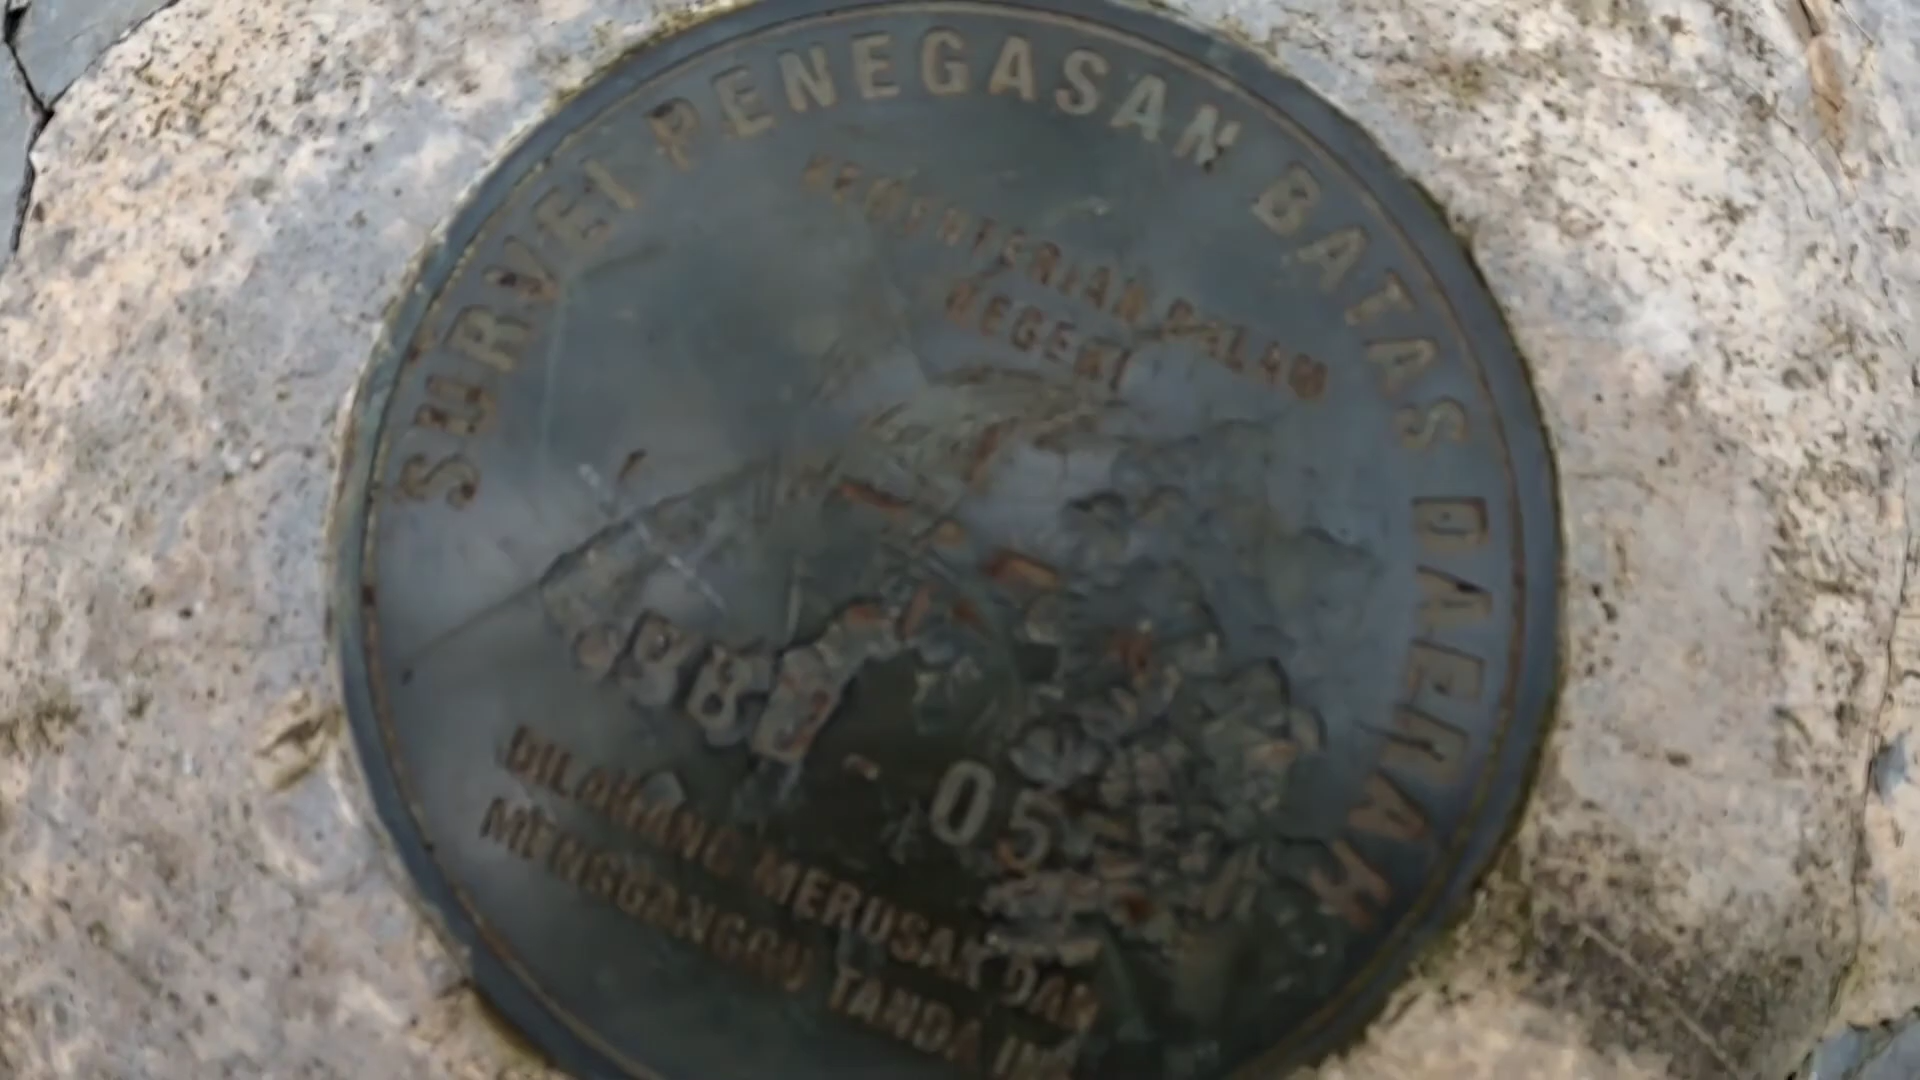 SURVEI PENEGASAN BATAS DAERAH
KEMENTERIAN DALAM
NEGERI
- 05
DILARANG MERUSAK DAN
MENGGANGGU TANDA INI